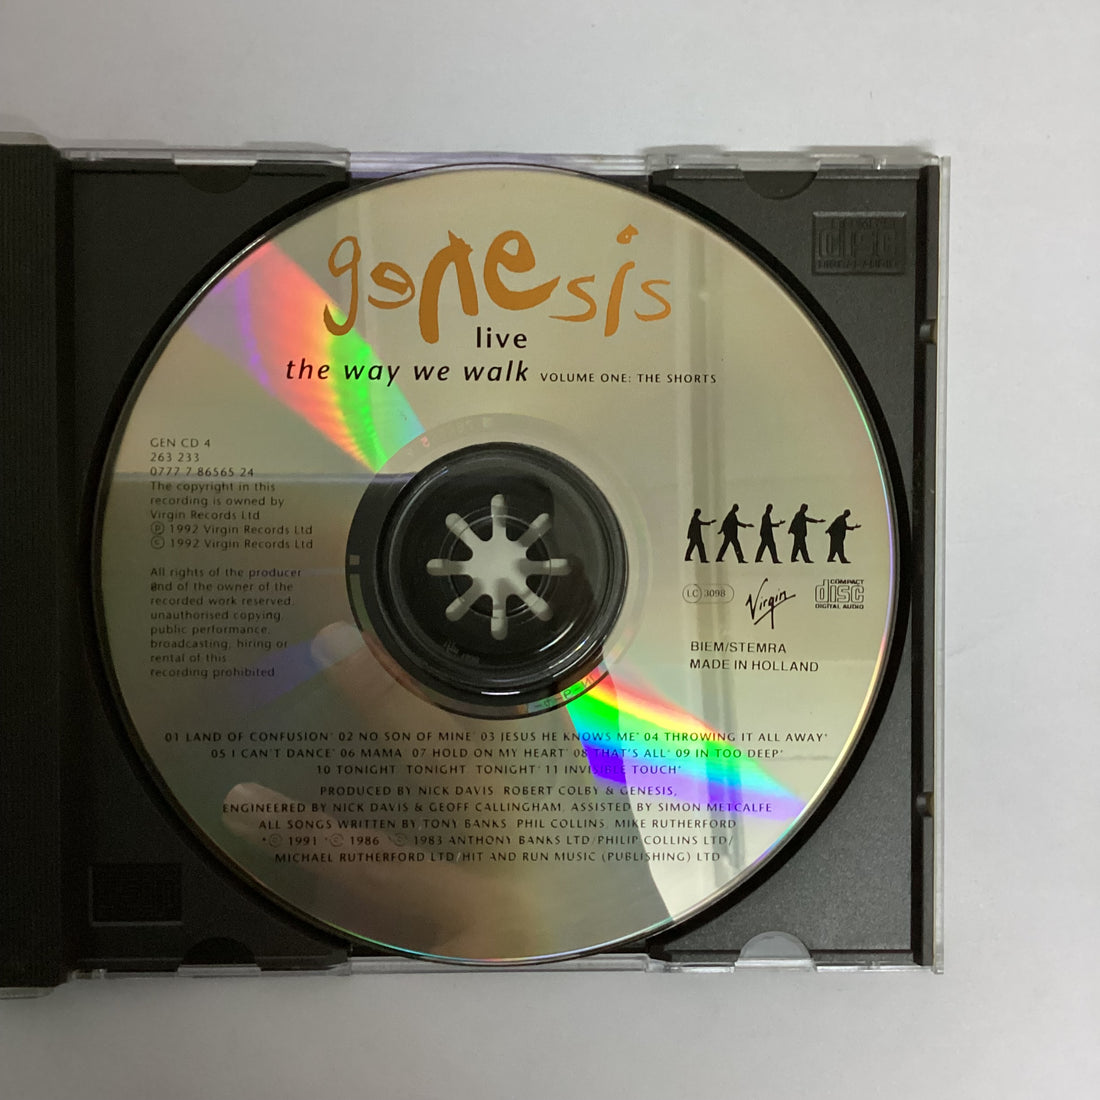 genesis
live
the way we walk VOLUME ONE: THE SHORTS
GEN CD 4
263 233
0777 7 86565 24
The copyright in this
recording is owned by
Virgin Records Ltd
℗ 1992 Virgin Records Ltd
© 1992 Virgin Records Ltd
All rights of the producer
and of the owner of the
recorded work reserved.
unauthorised copying,
public performance,
broadcasting, hiring or
rental of this
recording prohibited
LC 3098
Virgin
COMPACT
disc
DIGITAL AUDIO
BIEM/STEMRA
MADE IN HOLLAND
01 LAND OF CONFUSION° 02 NO SON OF MINE* 03 JESUS HE KNOWS ME* 04 THROWING IT ALL AWAY°
05 I CAN'T DANCE* 06 MAMA 07 HOLD ON MY HEART* 08 THAT'S ALL 09 IN TOO DEEP°
10 TONIGHT, TONIGHT, TONIGHT° 11 INVISIBLE TOUCH°
PRODUCED BY NICK DAVIS, ROBERT COLBY & GENESIS,
ENGINEERED BY NICK DAVIS & GEOFF CALLINGHAM, ASSISTED BY SIMON METCALFE
ALL SONGS WRITTEN BY TONY BANKS, PHIL COLLINS, MIKE RUTHERFORD
*© 1991 °© 1986 © 1983 ANTHONY BANKS LTD/PHILIP COLLINS LTD/
MICHAEL RUTHERFORD LTD/HIT AND RUN MUSIC (PUBLISHING) LTD
COMPACT
disc
DIGITAL AUDIO